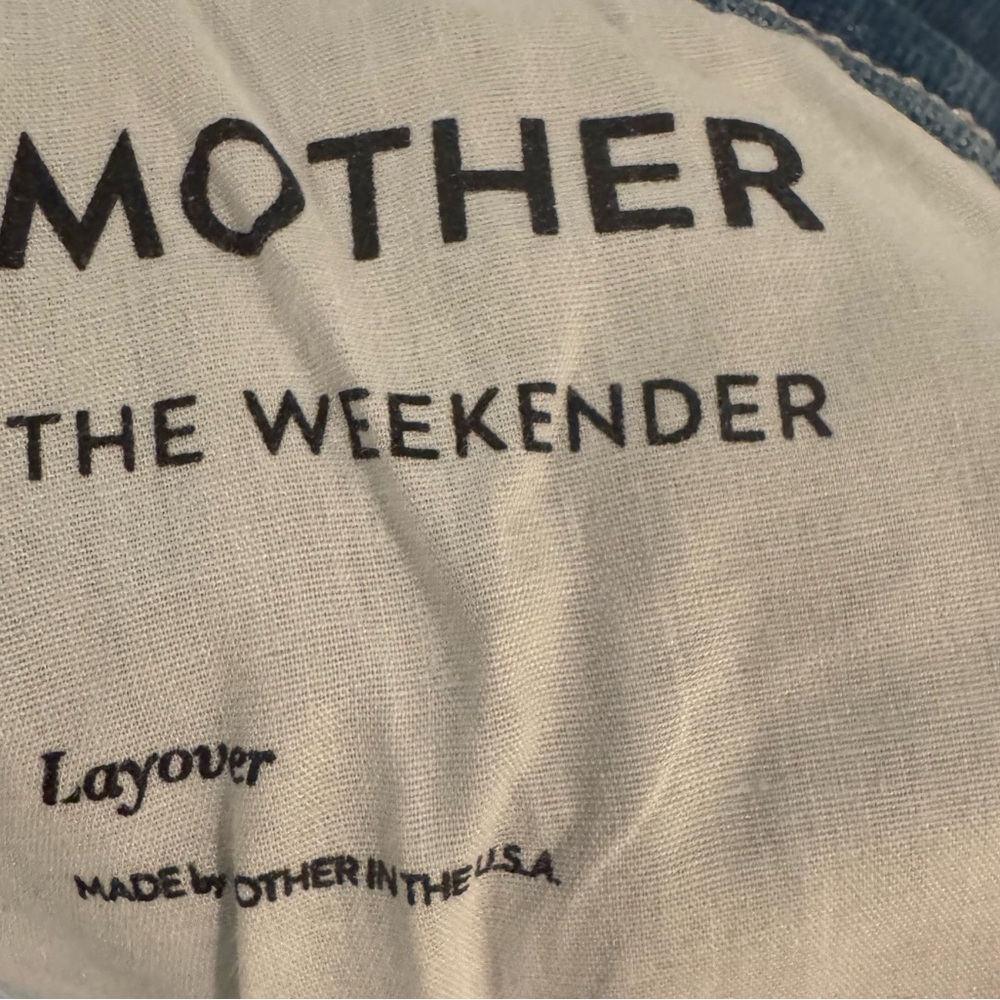 MOTHER
THE WEEKENDER
Layover
MADE by OTHER IN THE U.S.A.